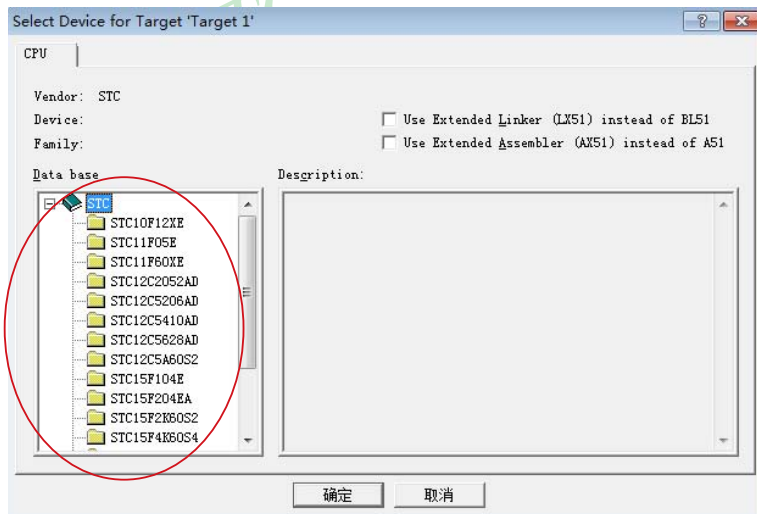 Select Device for Target 'Target 1'
CPU
Vendor: STC
Device:
Use Extended Linker (LX51) instead of BL51
Family:
Use Extended Assembler (AX51) instead of A51
Data base
Description:
STC
STC10F12XE
STC11F05E
STC11F60XE
STC12C2052AD
STC12C5206AD
STC12C5410AD
STC12C5628AD
STC12C5A60S2
STC15F104E
STC15F204EA
STC15F2K60S2
STC15F4K60S4
确定
取消